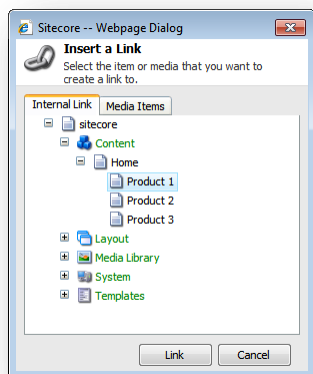 Sitecore -- Webpage Dialog
Insert a Link
Select the item or media that you want to
create a link to.
Internal Link Media Items
sitecore
Content
Home
Product 1
Product 2
Product 3
Layout
Media Library
System
Templates
Link Cancel